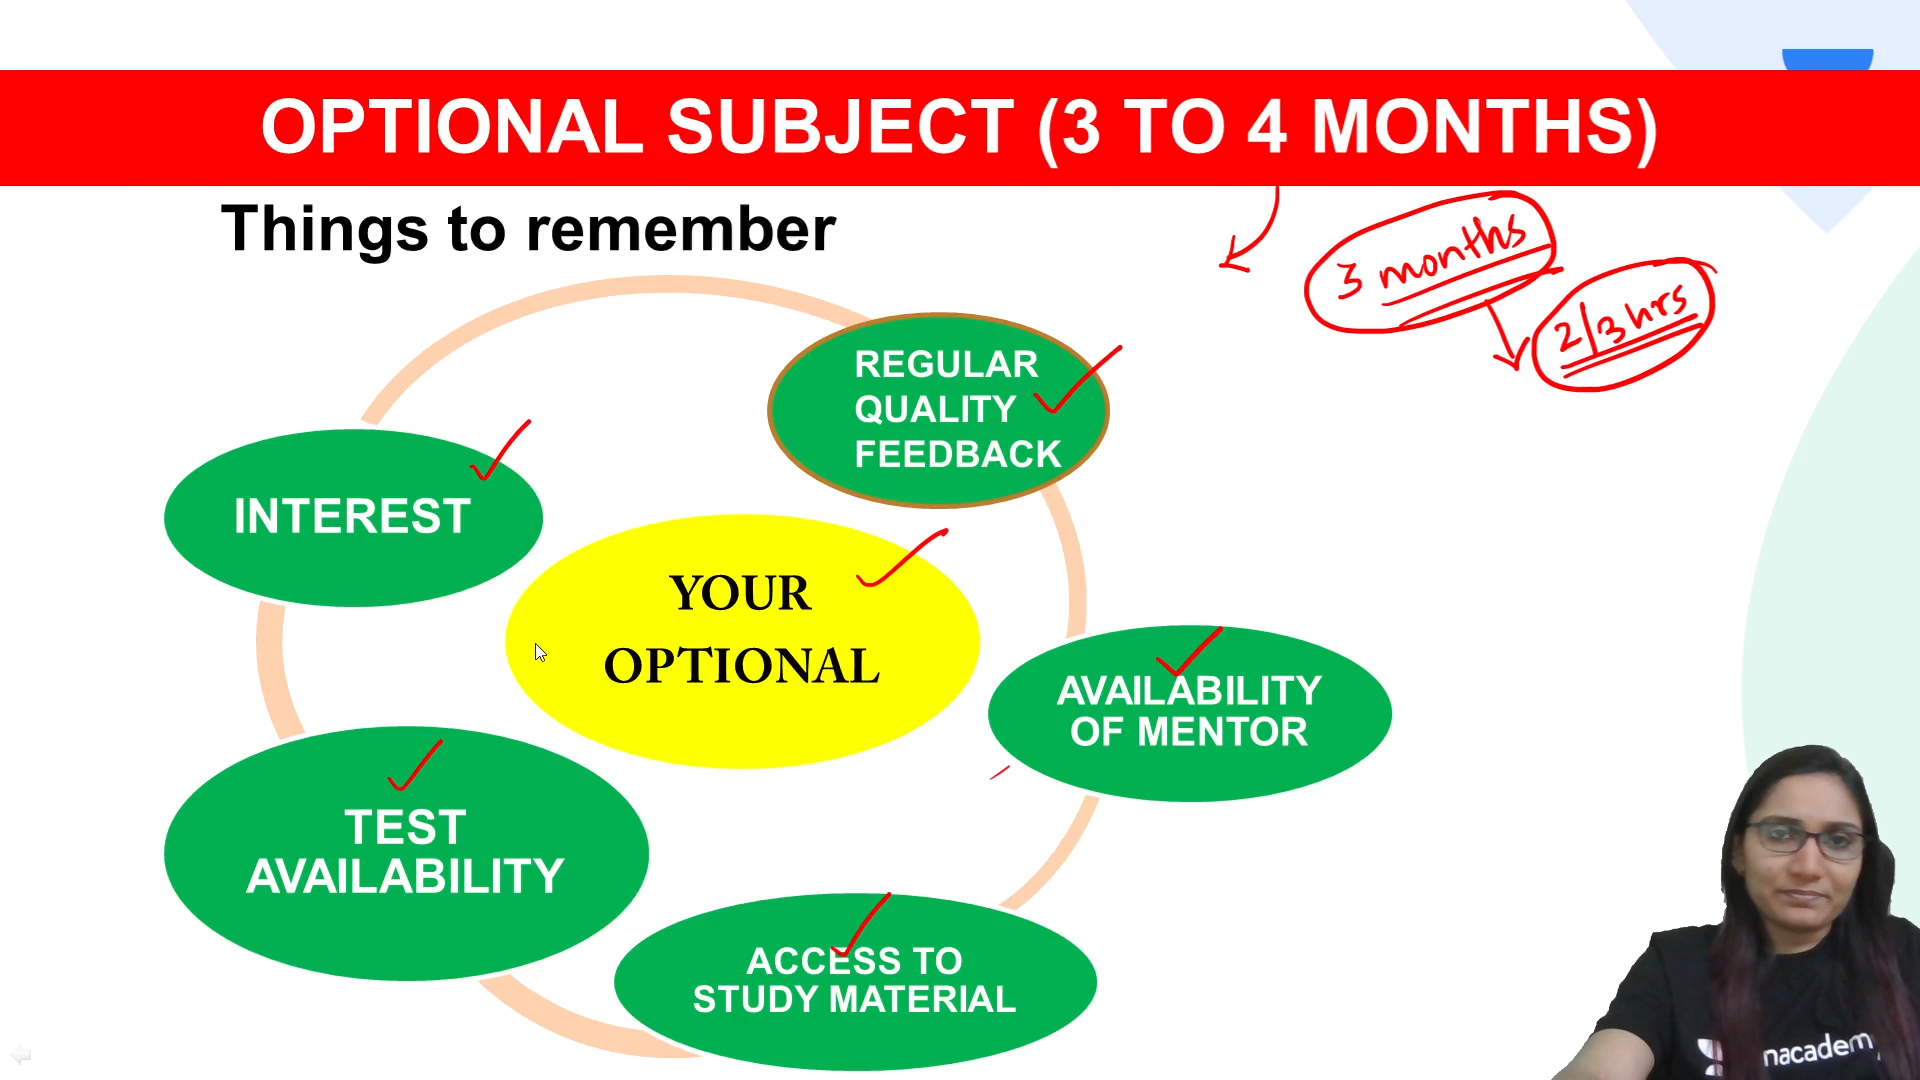 OPTIONAL SUBJECT (3 TO 4 MONTHS)
Things to remember
3 months
2/3 hrs
REGULAR
QUALITY
FEEDBACK
INTEREST
YOUR
OPTIONAL
AVAILABILITY
OF MENTOR
TEST
AVAILABILITY
ACCESS TO
STUDY MATERIAL
nacademy